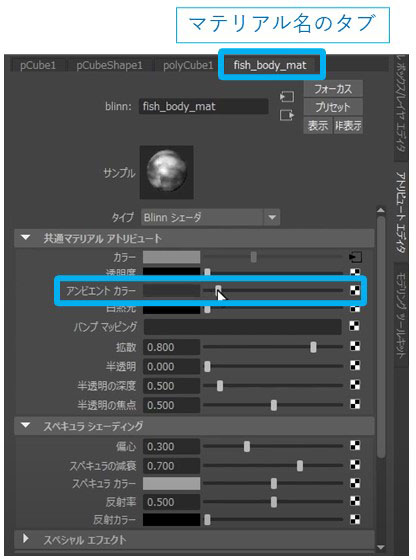 マテリアル名のタブ
pCube1 pCubeShape1 polyCube1 fish_body_mat
blinn: fish_body_mat
フォーカス
プリセット
表示 非表示
サンプル
タイプ Blinn シェーダ
共通マテリアル アトリビュート
カラー
透明度
アンビエント カラー
白熱光
バンプ マッピング
拡散 0.800
半透明 0.000
半透明の深度 0.500
半透明の焦点 0.500
スペキュラ シェーディング
偏心 0.300
スペキュラの減衰 0.700
スペキュラ カラー
反射率 0.500
反射カラー
スペシャル エフェクト
レ ボックス/レイヤ エディタ
アトリビュート エディタ
モデリング ツールキット